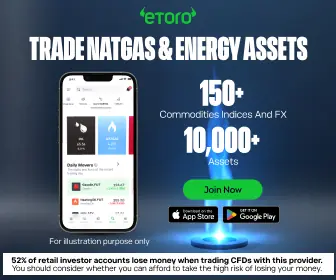 eToro
TRADE NATGAS & ENERGY ASSETS
150+
Commodities Indices And FX
10,000+
Assets
Join Now
Download on the
App Store
GET IT ON
Google Play
Daily Movers
For illustration purpose only
52% of retail investor accounts lose money when trading CFDs with this provider.
You should consider whether you can afford to take the high risk of losing your money.